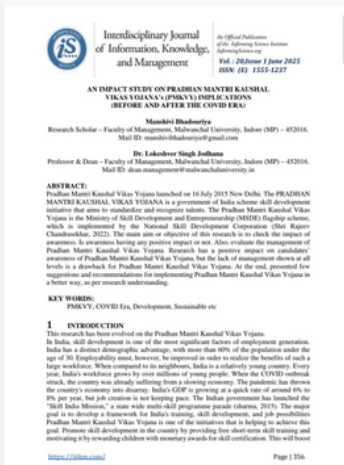 iSi
Interdisciplinary Journal
of Information, Knowledge,
and Management
An Official Publication
of the Informing Science Institute
InformingScience.org
Vol. : 20,Issue 1 June 2025
ISSN: (E) 1555-1237
AN IMPACT STUDY ON PRADHAN MANTRI KAUSHAL
VIKAS YOJANA's (PMKVY) IMPLICATIONS
(BEFORE AND AFTER THE COVID ERA)
Manshivi Bhadouriya
Research Scholar – Faculty of Management, Malwanchal University, Indore (MP) – 452016.
Mail ID: manshivibhadouriya@gmail.com
Dr. Lokeshver Singh Jodhana
Professor & Dean – Faculty of Management, Malwanchal University, Indore (MP) – 452016.
Mail ID: dean.management@malwanchaluniversity.in
ABSTRACT:
Pradhan Mantri Kaushal Vikas Yojana launched on 16 July 2015 New Delhi. The PRADHAN
MANTRI KAUSHAL VIKAS YOJANA is a government of India scheme skill development
initiative that aims to standardize and recognize talents. The Pradhan Mantri Kaushal Vikas
Yojana is the Ministry of Skill Development and Entrepreneurship (MSDE) flagship scheme,
which is implemented by the National Skill Development Corporation (Shri Rajeev
Chandrasekhar, 2022). The main aim or objective of this research is to check the impact of
awareness. Is awareness having any positive impact or not. Also, evaluate the management of
Pradhan Mantri Kaushal Vikas Yojana. Research has a positive impact on candidates'
awareness of Pradhan Mantri Kaushal Vikas Yojana, but the lack of management shown at all
levels is a drawback for Pradhan Mantri Kaushal Vikas Yojana. At the end, presented few
suggestions and recommendations for implementing Pradhan Mantri Kaushal Vikas Yojana in
a better way, as per research understanding.
KEY WORDS:
PMKVY, COVID Era, Development, Sustainable etc
1 INTRODUCTION
This research has been evolved on the Pradhan Mantri Kaushal Vikas Yojana.
In India, skill development is one of the most significant factors of employment generation.
India has a distinct demographic advantage, with more than 60% of the population under the
age of 30. Employability must, however, be improved in order to realize the benefits of such a
large workforce. When compared to its neighbours, India is a relatively young country. Every
year, India's workforce grows by over millions of young people. When the COVID outbreak
struck, the country was already suffering from a slowing economy. The pandemic has thrown
the country's economy into disarray. India's GDP is growing at a quick rate of around 6% to
8% per year, but job creation is not keeping pace. The Indian government has launched the
"Skill India Mission," a state wide multi-skill programme parade (sharma, 2015). The major
goal is to develop a framework for India's training, skill development, and job possibilities
Pradhan Mantri Kaushal Vikas Yojana is one of the initiatives that is helping to achieve this
goal. Promote skill development in the country by providing free short-term skill training and
motivating it by rewarding children with monetary awards for skill certification. This will boost
https://ijikm.com/
Page | 356